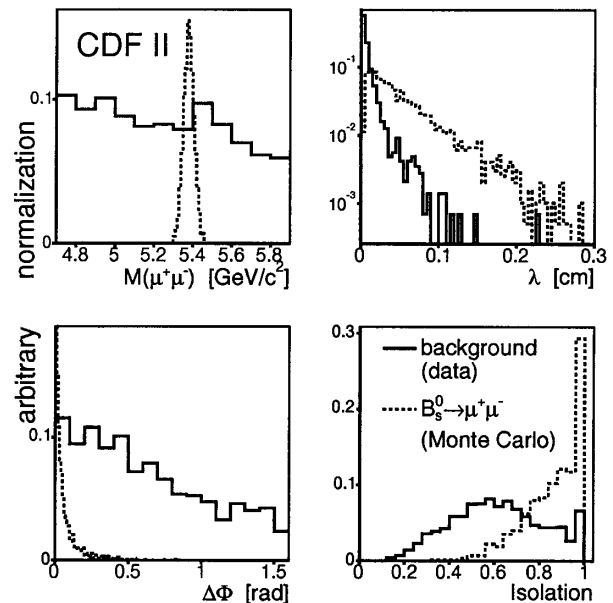 CDF II
0.1
0
4.8 5 5.2 5.4 5.6 5.8
M(μ⁺μ⁻) [GeV/c²]
normalization
10⁻¹
10⁻²
10⁻³
0 0.1 0.2 0.3
λ [cm]
arbitrary
0.1
0
0 0.5 1 1.5
ΔΦ [rad]
0.3
0.2
0.1
0
background
(data)
B⁰ₛ→μ⁺μ⁻
(Monte Carlo)
0 0.2 0.4 0.6 0.8 1
Isolation